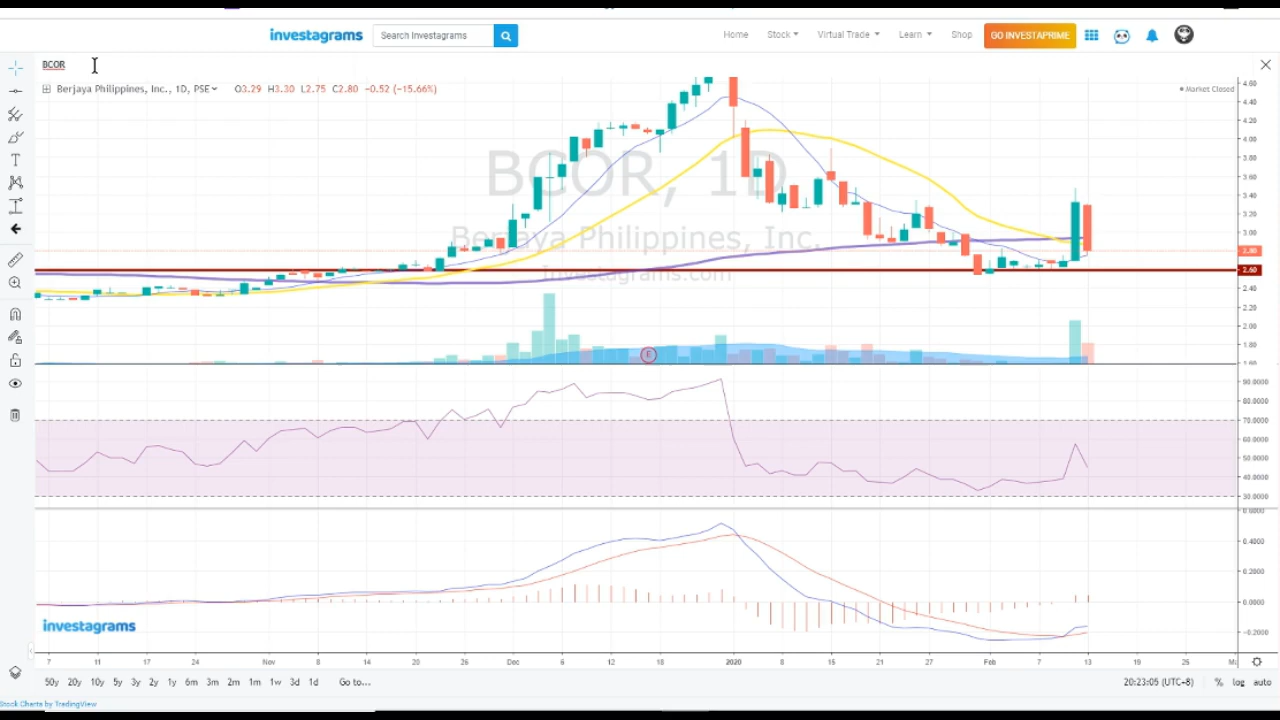 investagrams Search Investagrams Home Stock Virtual Trade Learn Shop GO INVESTAPRIME
BCOR
Berjaya Philippines, Inc., 1D, PSE O3.29 H3.30 L2.75 C2.80 -0.52 (-15.66%) Market Closed
BCOR, 1D
Berjaya Philippines, Inc.
investagrams.com
4.60
4.40
4.20
4.00
3.80
3.60
3.40
3.20
3.00
2.80
2.60
2.40
2.20
2.00
1.80
1.60
E
90.0000
80.0000
70.0000
60.0000
50.0000
40.0000
30.0000
0.6000
0.4000
0.2000
0.0000
-0.2000
investagrams
7 11 17 24 Nov 8 14 20 26 Dec 6 12 18 2020 8 15 21 27 Feb 7 13 19 25
50y 20y 10y 5y 3y 2y 1y 6m 3m 2m 1m 1w 3d 1d Go to... 20:23:05 (UTC+8) % log auto
Stock Charts by TradingView